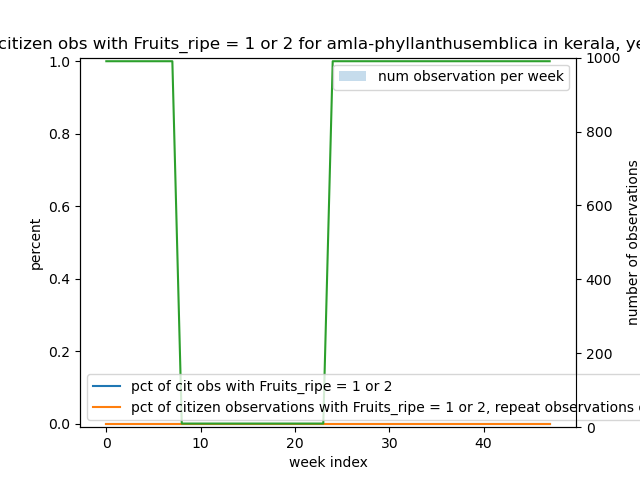 citizen obs with Fruits_ripe = 1 or 2 for amla-phyllanthusemblica in kerala,
num observation per week
1.0
0.8
0.6
0.4
0.2
0.0
percent
1000
800
600
400
200
0
number of observations
pct of cit obs with Fruits_ripe = 1 or 2
pct of citizen observations with Fruits_ripe = 1 or 2, repeat observations
0
10
20
30
40
week index